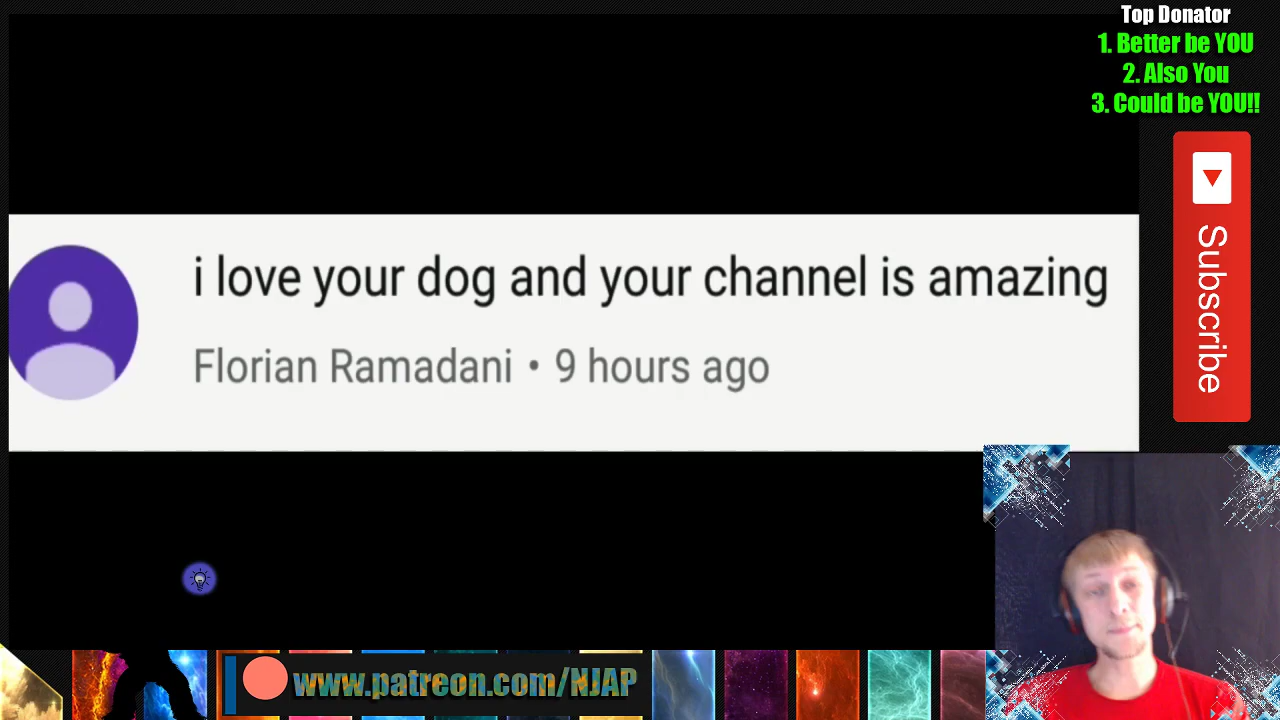 Top Donator
1. Better be YOU
2. Also You
3. Could be YOU!!
Subscribe
i love your dog and your channel is amazing
Florian Ramadani • 9 hours ago
www.patreon.com/NJAP